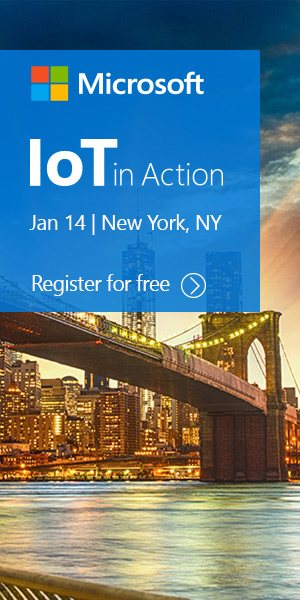 Microsoft
IoT in Action
Jan 14 | New York, NY
Register for free